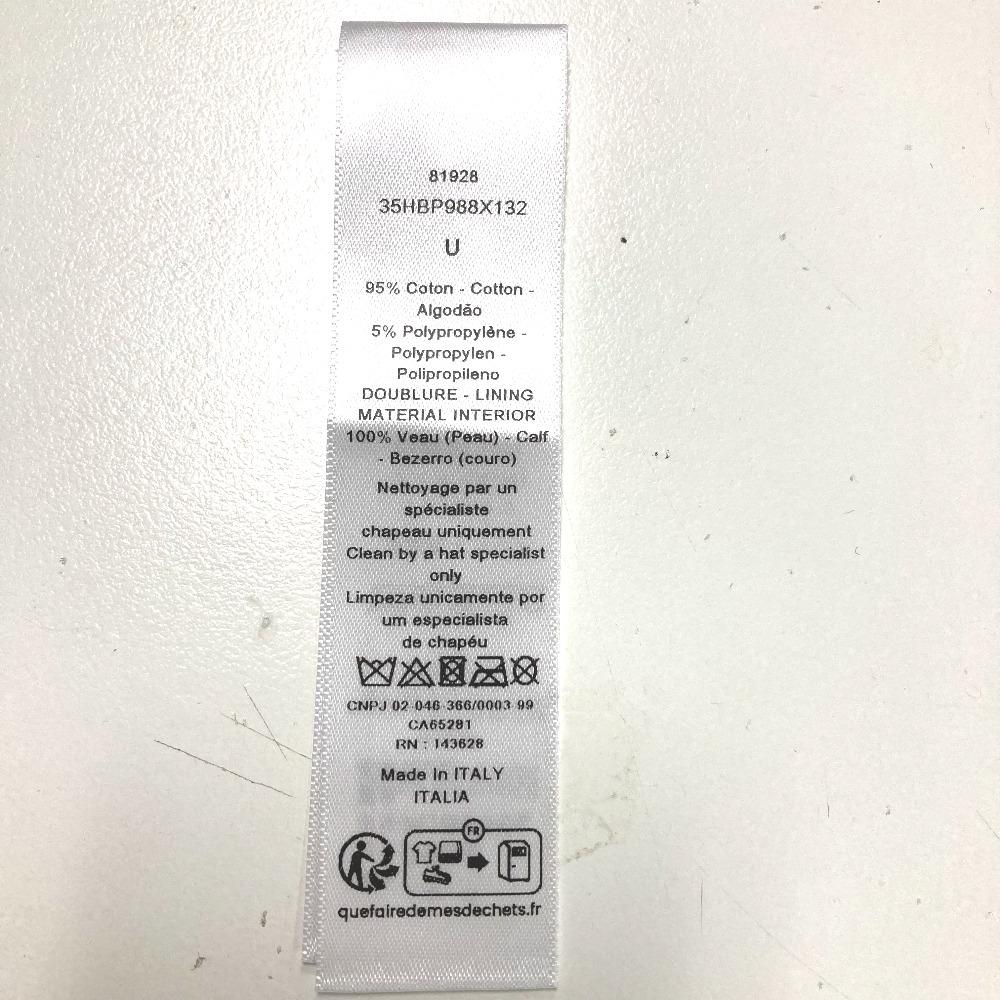 81928
35HBP988X132
U
95% Coton - Cotton -
Algodão
5% Polypropylène -
Polypropylen -
Polipropileno
DOUBLURE - LINING
MATERIAL INTERIOR
100% Veau (Peau) - Calf
- Bezerro (couro)
Nettoyage par un
spécialiste
chapeau uniquement
Clean by a hat specialist
only
Limpeza unicamente por
um especialista
de chapéu
CNPJ 02-046-366/0003-99
CA65281
RN : 143628
Made in ITALY
ITALIA
FR
quefairedemesdechets.fr